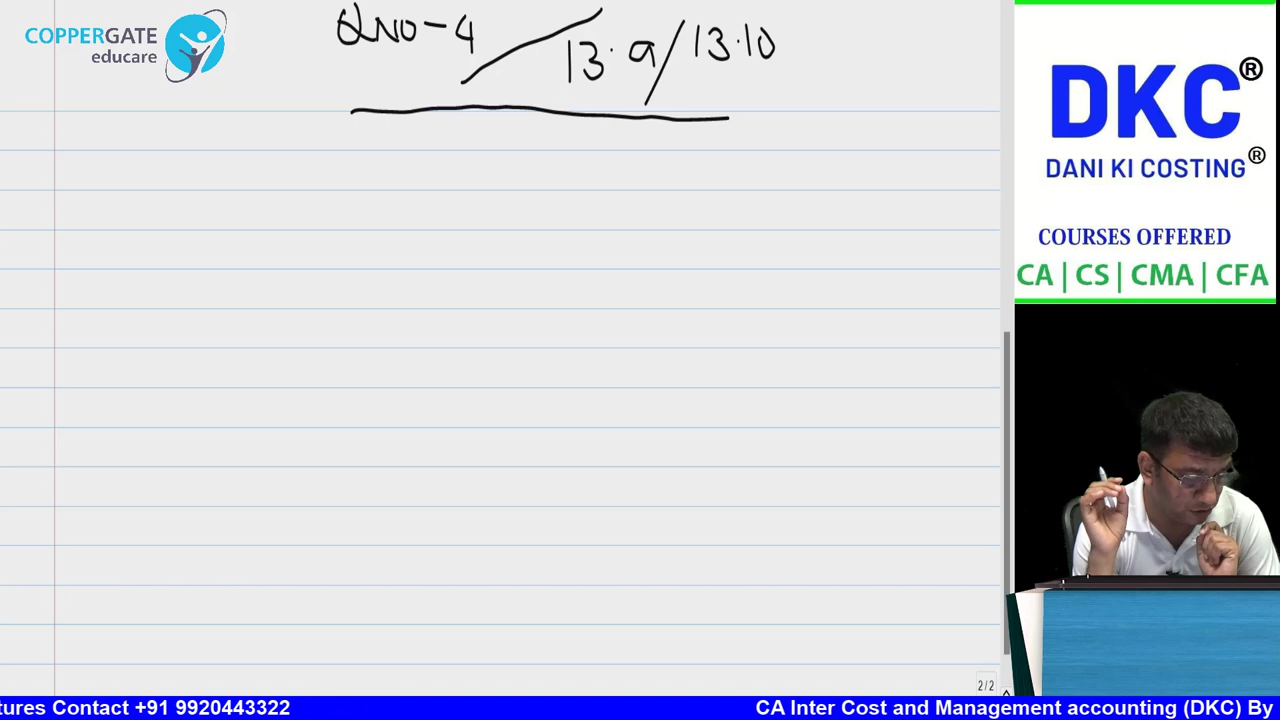 COPPERGATE
educare
QNO-4 / 13.9/13.10
DKC®
DANI KI COSTING®
COURSES OFFERED
CA | CS | CMA | CFA
2/2
tures Contact +91 9920443322
CA Inter Cost and Management accounting (DKC) By